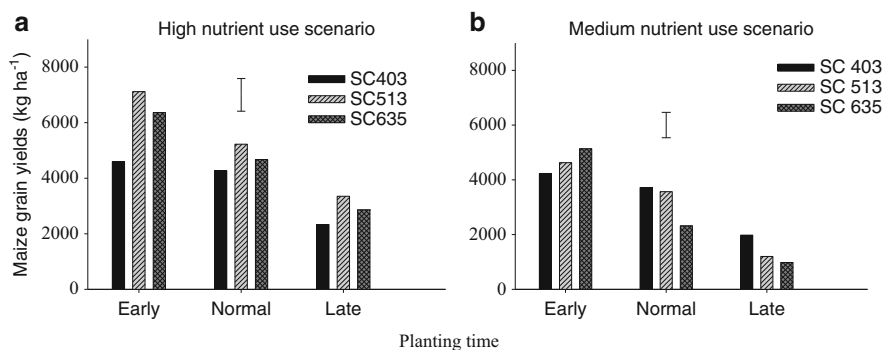 a High nutrient use scenario
8000
6000
4000
2000
0
Maize grain yields (kg ha⁻¹)
SC403
SC513
SC635
Early Normal Late
b Medium nutrient use scenario
8000
6000
4000
2000
0
SC 403
SC 513
SC 635
Early Normal Late
Planting time